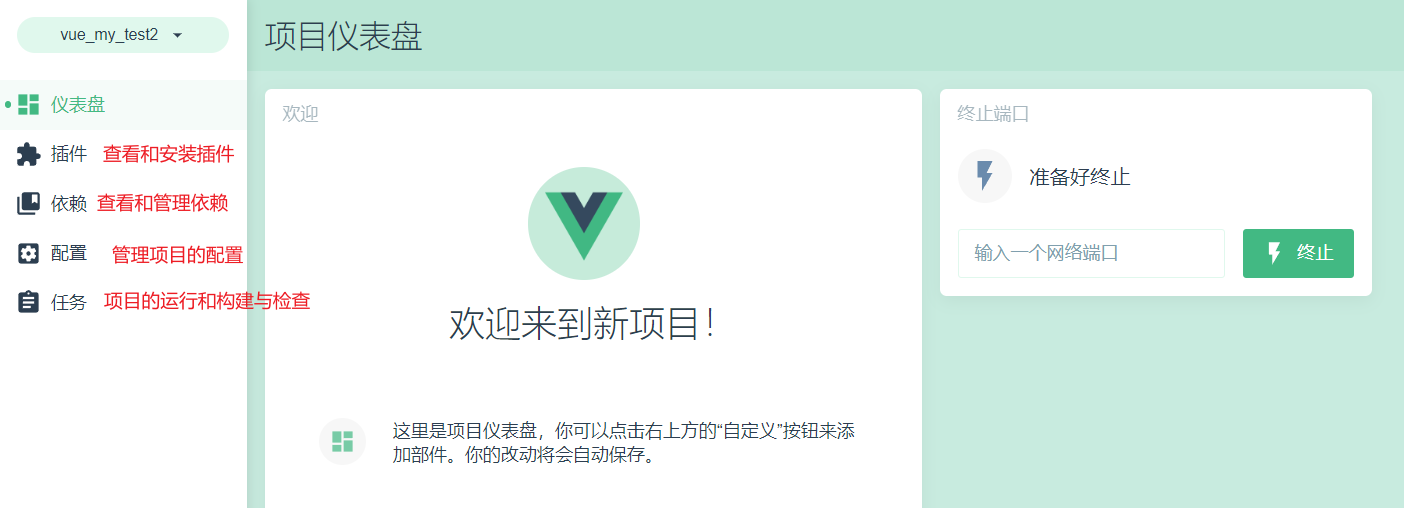 vue_my_test2
项目仪表盘
仪表盘
插件 查看和安装插件
依赖 查看和管理依赖
配置 管理项目的配置
任务 项目的运行和构建与检查
欢迎
欢迎来到新项目！
这里是项目仪表盘，你可以点击右上方的“自定义”按钮来添
加部件。你的改动将会自动保存。
终止端口
准备好终止
输入一个网络端口
终止